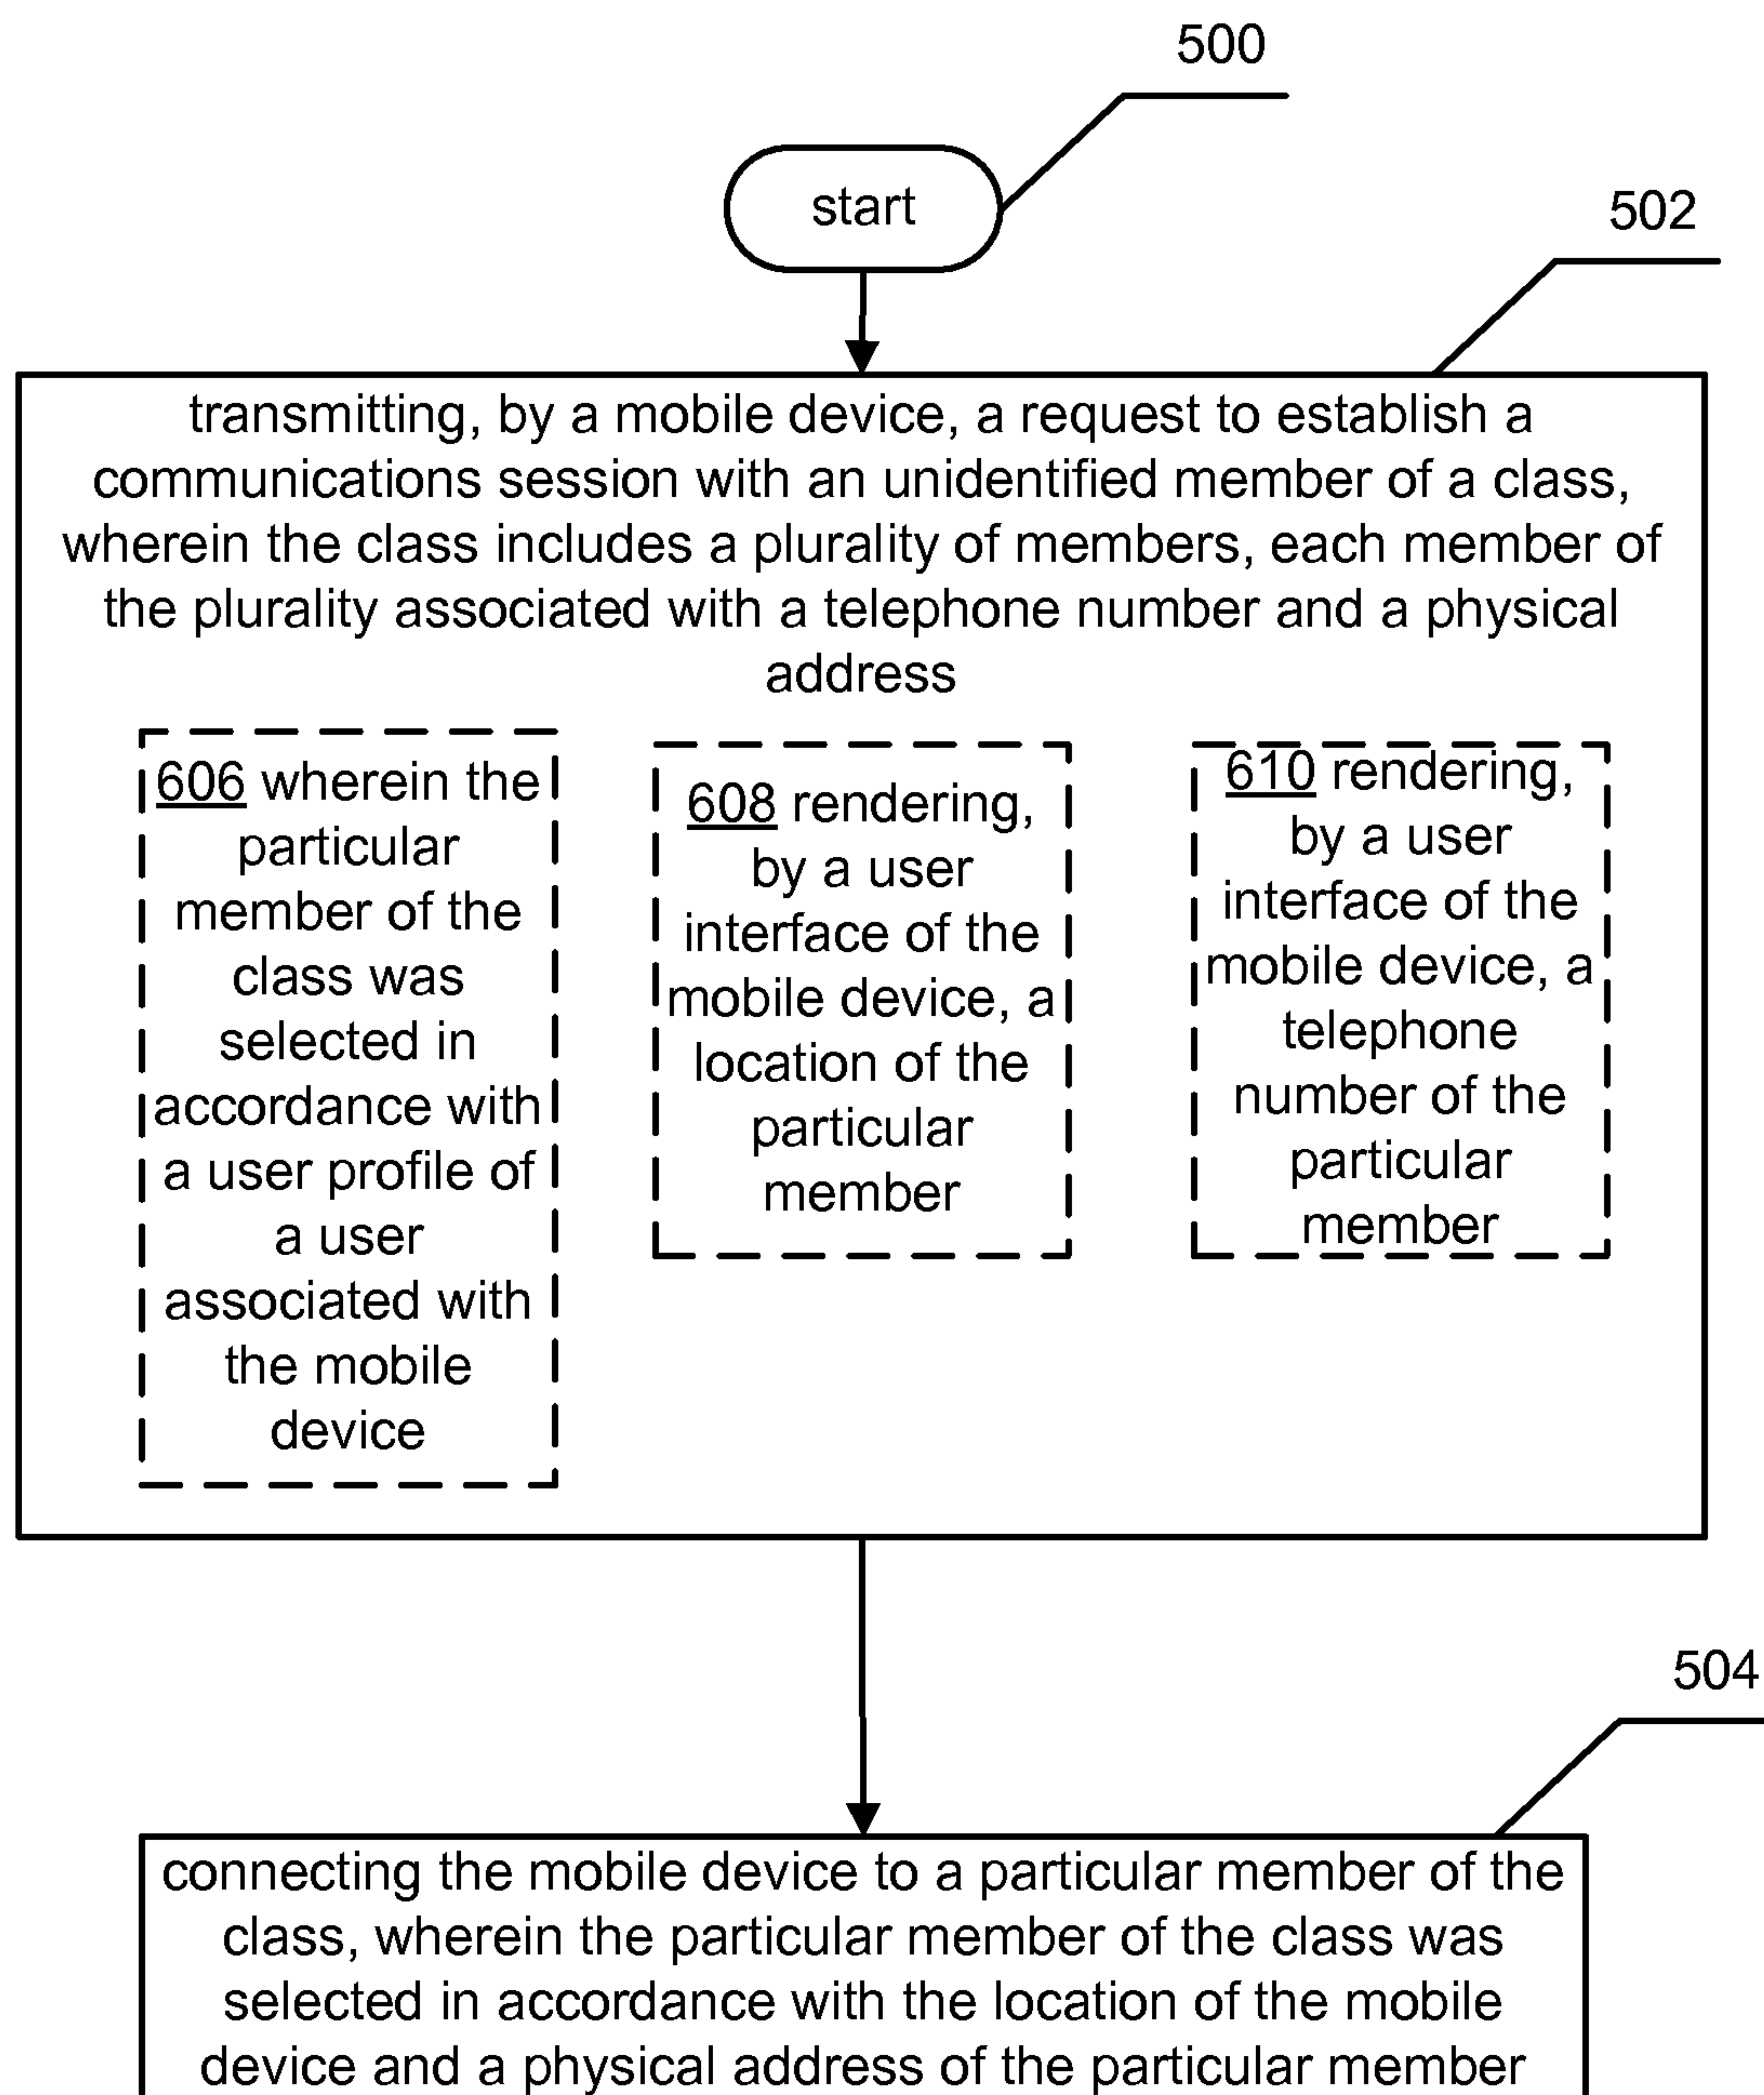 500
start
502
transmitting, by a mobile device, a request to establish a
communications session with an unidentified member of a class,
wherein the class includes a plurality of members, each member of
the plurality associated with a telephone number and a physical
address
606 wherein the
particular
member of the
class was
selected in
accordance with
a user profile of
a user
associated with
the mobile
device
608 rendering,
by a user
interface of the
mobile device, a
location of the
particular
member
610 rendering,
by a user
interface of the
mobile device, a
telephone
number of the
particular
member
504
connecting the mobile device to a particular member of the
class, wherein the particular member of the class was
selected in accordance with the location of the mobile
device and a physical address of the particular member